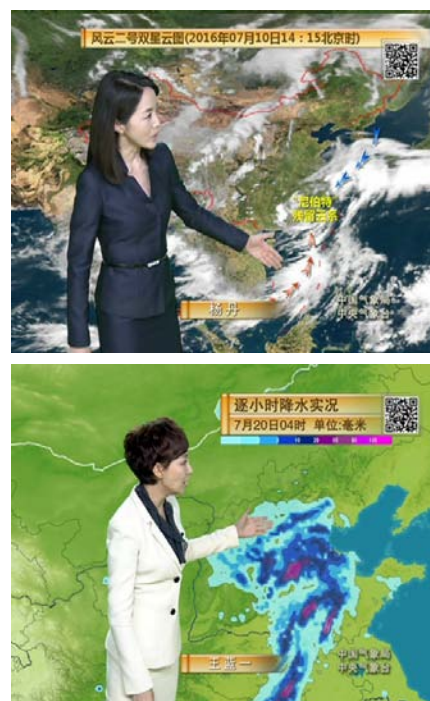 风云二号双星云图(2016年07月10日14：15北京时)
尼伯特
残留云系
杨丹
中国气象局
中央气象台
逐小时降水实况
7月20日04时 单位:毫米
王蓝一
中国气象局
中央气象台